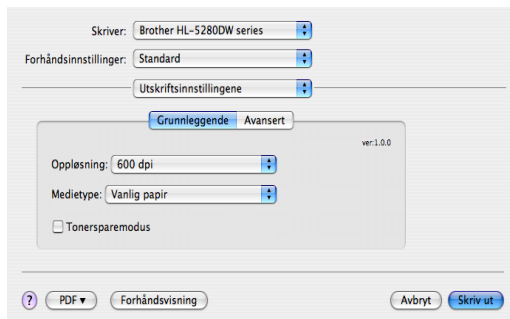 Skriver: Brother HL-5280DW series
Forhåndsinnstillinger: Standard
Utskriftsinnstillingene
Grunnleggende Avansert
ver:1.0.0
Oppløsning: 600 dpi
Medietype: Vanlig papir
Tonersparemodus
? PDF▼ Forhåndsvisning Avbryt Skriv ut